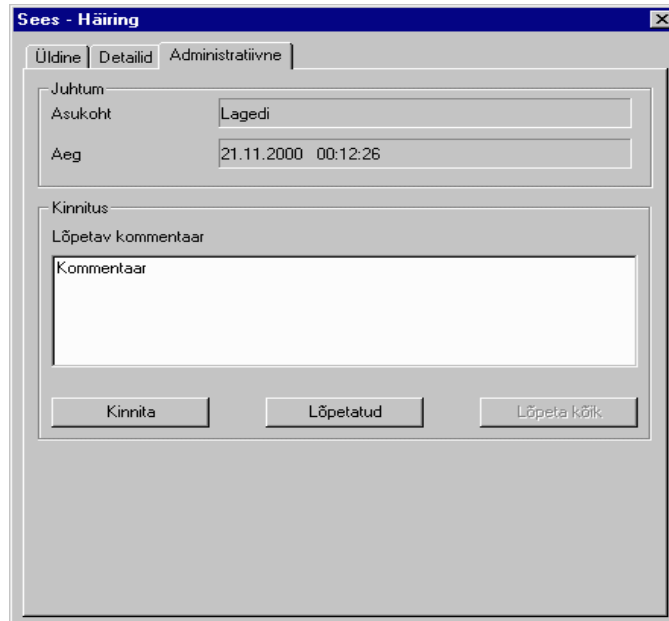 Sees - Häiring
Üldine Detailid Administratiivne
Juhtum
Asukoht Lagedi
Aeg 21.11.2000 00:12:26
Kinnitus
Lõpetav kommentaar
Kommentaar
Kinnita Lõpetatud Lõpeta kõik